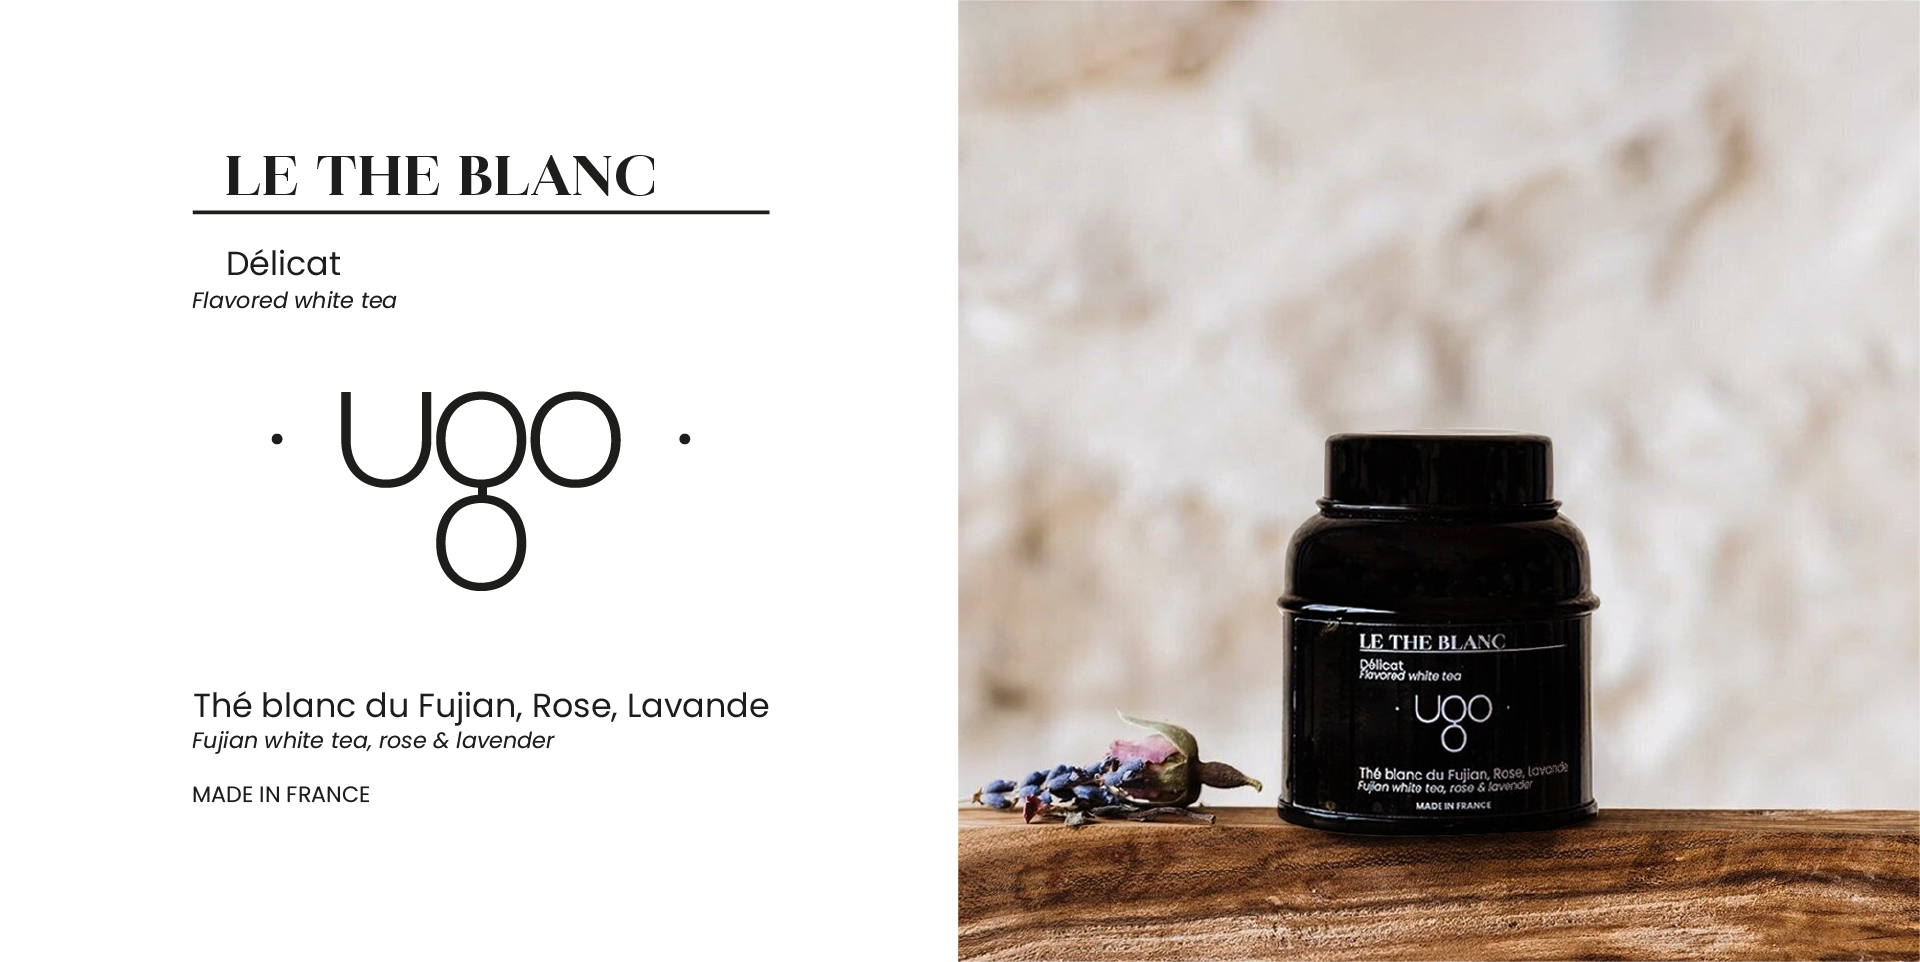 LE THE BLANC
Délicat
Flavored white tea
· ugo ·
Thé blanc du Fujian, Rose, Lavande
Fujian white tea, rose & lavender
MADE IN FRANCE
LE THE BLANC
Délicat
Flavored white tea
· ugo ·
Thé blanc du Fujian, Rose, Lavande
Fujian white tea, rose & lavender
MADE IN FRANCE